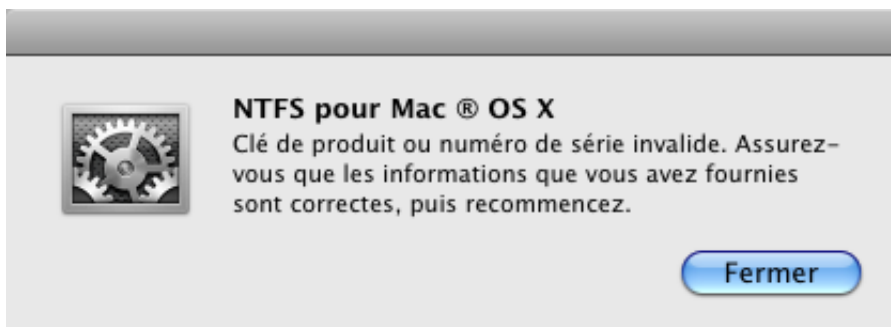 NTFS pour Mac ® OS X
Clé de produit ou numéro de série invalide. Assurez-
vous que les informations que vous avez fournies
sont correctes, puis recommencez.
Fermer